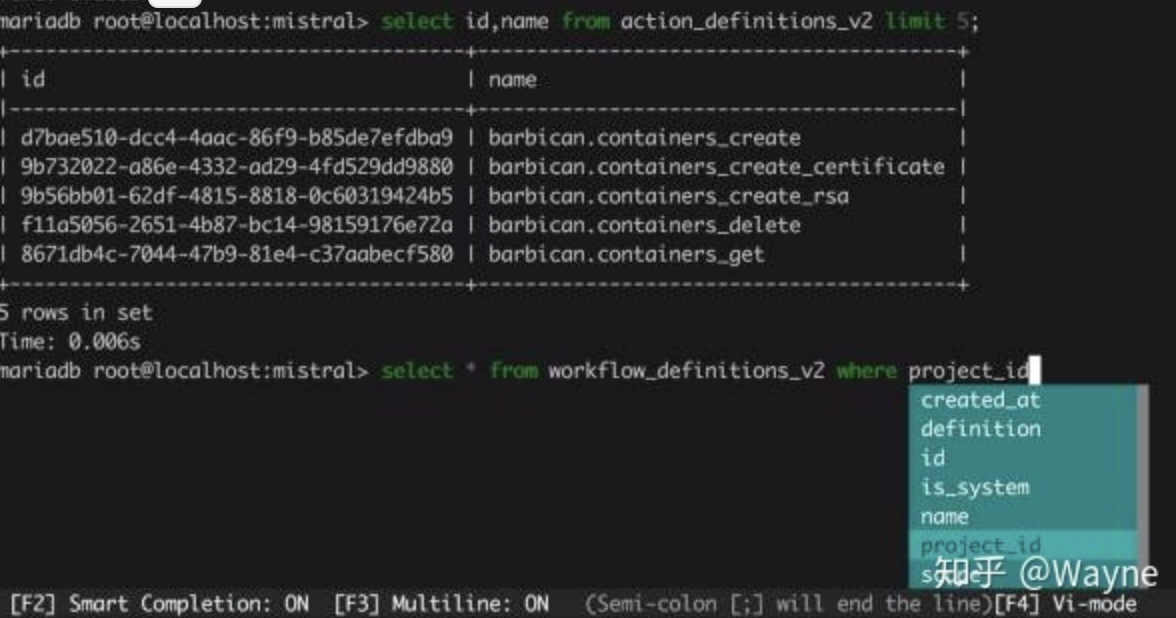 mariadb root@localhost:mistral> select id,name from action_definitions_v2 limit 5;
+--------------------------------------+----------------------------------------+
| id | name |
|--------------------------------------+----------------------------------------|
| d7bae510-dcc4-4aac-86f9-b85de7efdba9 | barbican.containers_create |
| 9b732022-a86e-4332-ad29-4fd529dd9880 | barbican.containers_create_certificate |
| 9b56bb01-62df-4815-8818-0c60319424b5 | barbican.containers_create_rsa |
| f11a5056-2651-4b87-bc14-98159176e72a | barbican.containers_delete |
| 8671db4c-7044-47b9-81e4-c37aabecf580 | barbican.containers_get |
+--------------------------------------+----------------------------------------+
5 rows in set
Time: 0.006s
mariadb root@localhost:mistral> select * from workflow_definitions_v2 where project_id
created_at
definition
id
is_system
name
project_id
知乎 @Wayne
[F2] Smart Completion: ON [F3] Multiline: ON (Semi-colon [;] will end the line)[F4] Vi-mode